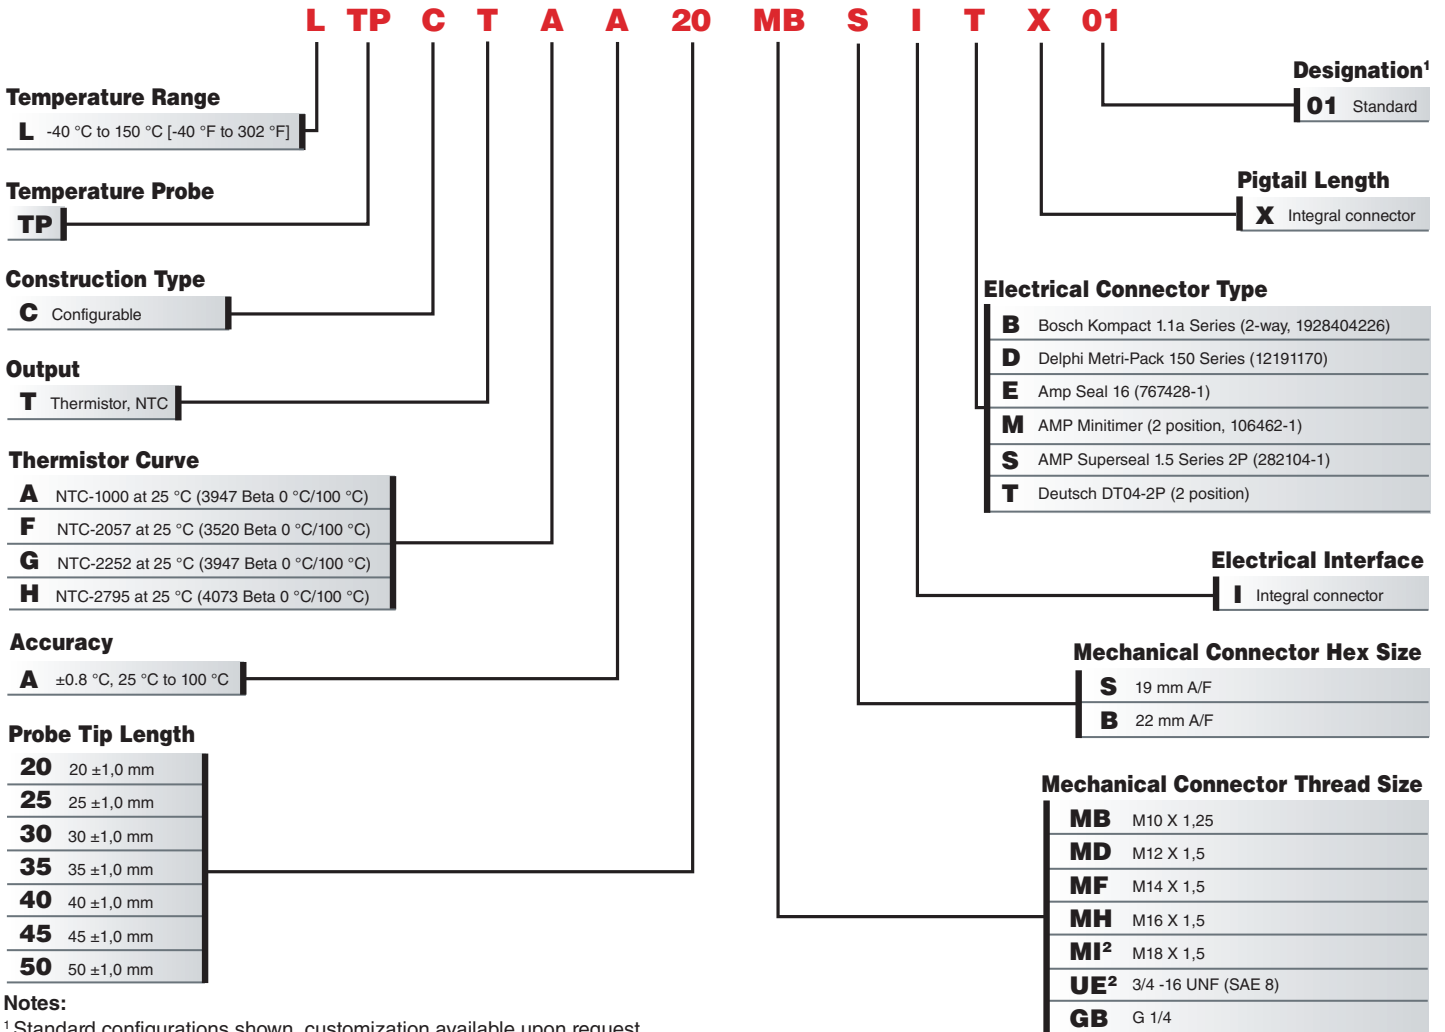 L TP C T A A 20 MB S I T X 01
Temperature Range
L -40 °C to 150 °C [-40 °F to 302 °F]
Temperature Probe
TP
Construction Type
C Configurable
Output
T Thermistor, NTC
Thermistor Curve
A NTC-1000 at 25 °C (3947 Beta 0 °C/100 °C)
F NTC-2057 at 25 °C (3520 Beta 0 °C/100 °C)
G NTC-2252 at 25 °C (3947 Beta 0 °C/100 °C)
H NTC-2795 at 25 °C (4073 Beta 0 °C/100 °C)
Accuracy
A ±0.8 °C, 25 °C to 100 °C
Probe Tip Length
20 20 ±1,0 mm
25 25 ±1,0 mm
30 30 ±1,0 mm
35 35 ±1,0 mm
40 40 ±1,0 mm
45 45 ±1,0 mm
50 50 ±1,0 mm
Designation¹
01 Standard
Pigtail Length
X Integral connector
Electrical Connector Type
B Bosch Kompact 1.1a Series (2-way, 1928404226)
D Delphi Metri-Pack 150 Series (12191170)
E Amp Seal 16 (767428-1)
M AMP Minitimer (2 position, 106462-1)
S AMP Superseal 1.5 Series 2P (282104-1)
T Deutsch DT04-2P (2 position)
Electrical Interface
I Integral connector
Mechanical Connector Hex Size
S 19 mm A/F
B 22 mm A/F
Mechanical Connector Thread Size
MB M10 X 1,25
MD M12 X 1,5
MF M14 X 1,5
MH M16 X 1,5
MI² M18 X 1,5
UE² 3/4 -16 UNF (SAE 8)
GB G 1/4
Notes:
¹ Standard configurations shown, customization available upon request